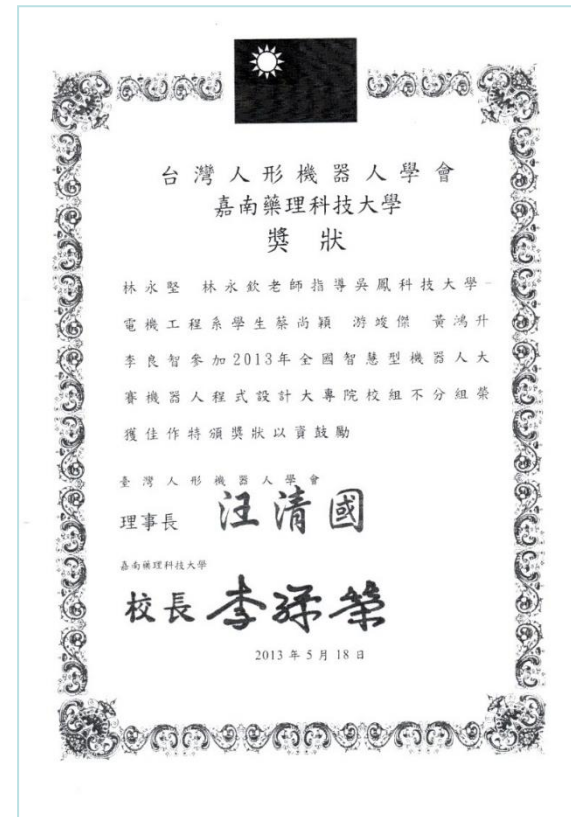 台灣人形機器人學會
嘉南藥理科技大學
獎狀
林永堅 林永欽老師指導吳鳳科技大學-
電機工程系學生蔡尚穎 游竣傑 黃鴻升
李良智參加2013年全國智慧型機器人大
賽機器人程式設計大專院校組不分組榮
獲佳作特頒獎狀以資鼓勵
臺灣人形機器人學會
理事長 汪清國
嘉南藥理科技大學
校長 李孫榮
2013 年 5 月 18 日